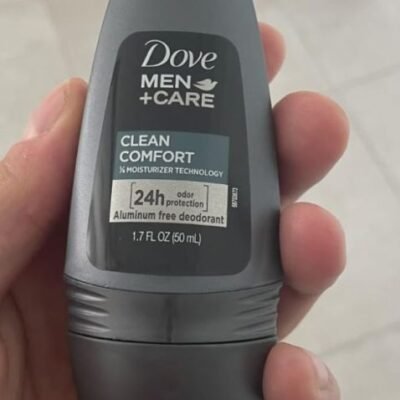 Dove
MEN
+CARE
CLEAN
COMFORT
¼ MOISTURIZER TECHNOLOGY
24h odor
protection
Aluminum free deodorant
1.7 FL OZ (50 mL)